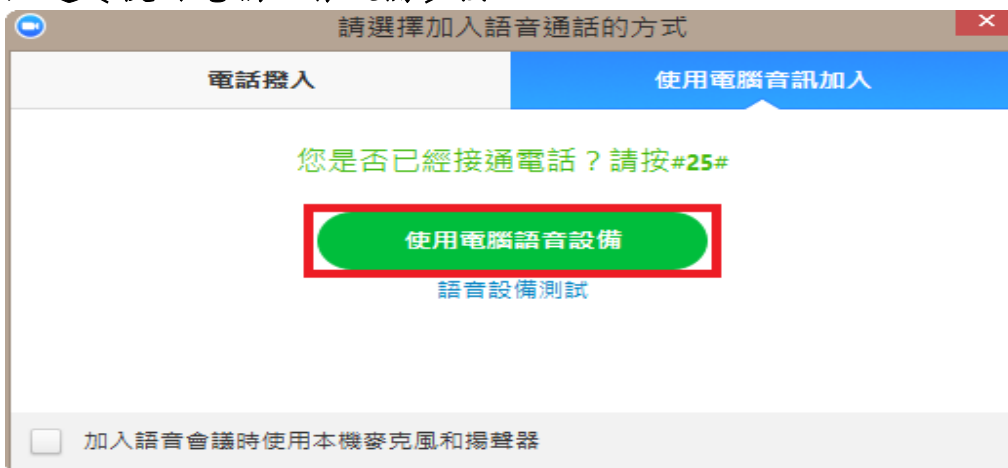 請選擇加入語音通話的方式
電話撥入
使用電腦音訊加入
您是否已經接通電話？請按#25#
使用電腦語音設備
語音設備測試
加入語音會議時使用本機麥克風和揚聲器